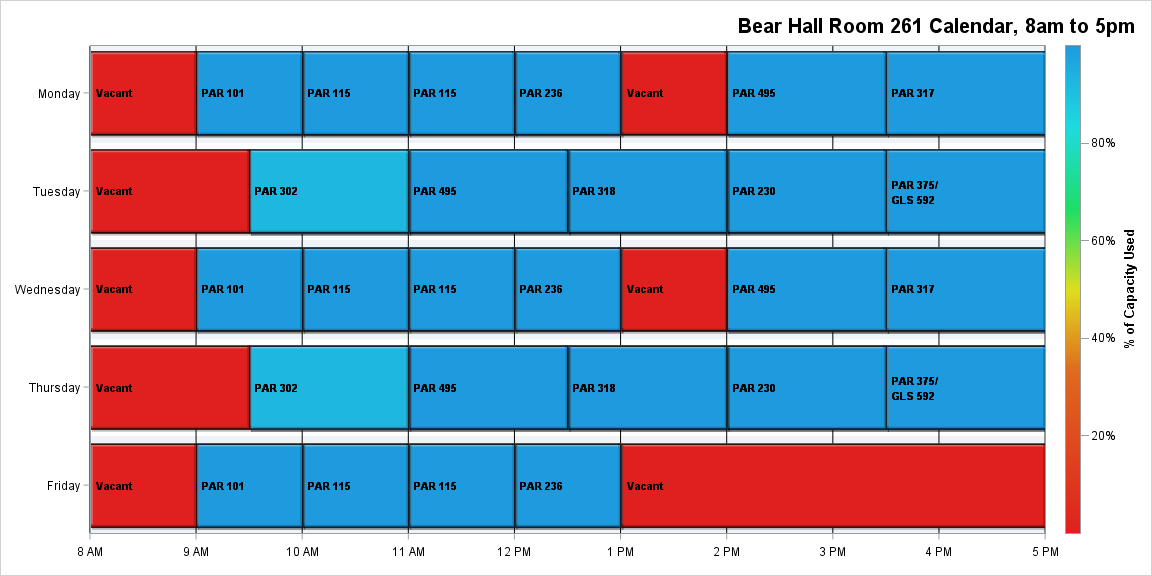 Bear Hall Room 261 Calendar, 8am to 5pm
Monday
Vacant
PAR 101
PAR 115
PAR 115
PAR 236
Vacant
PAR 495
PAR 317
Tuesday
Vacant
PAR 302
PAR 495
PAR 318
PAR 230
PAR 375/
GLS 592
Wednesday
Vacant
PAR 101
PAR 115
PAR 115
PAR 236
Vacant
PAR 495
PAR 317
Thursday
Vacant
PAR 302
PAR 495
PAR 318
PAR 230
PAR 375/
GLS 592
Friday
Vacant
PAR 101
PAR 115
PAR 115
PAR 236
Vacant
8 AM
9 AM
10 AM
11 AM
12 PM
1 PM
2 PM
3 PM
4 PM
5 PM
80%
60%
40%
20%
% of Capacity Used